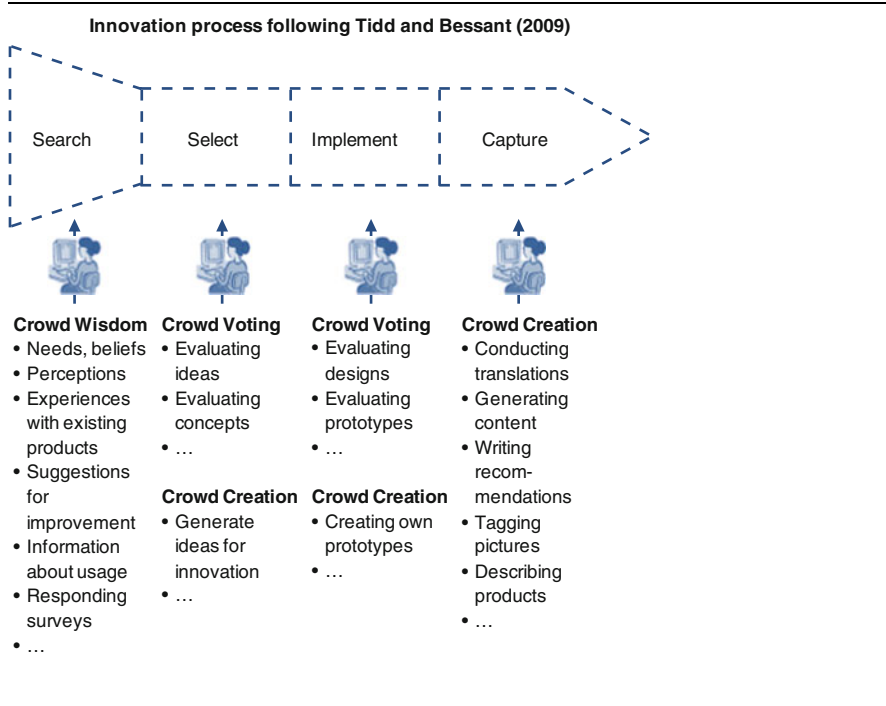 Innovation process following Tidd and Bessant (2009)
Search
Select
Implement
Capture
Crowd Wisdom
• Needs, beliefs
• Perceptions
• Experiences
with existing
products
• Suggestions
for
improvement
• Information
about usage
• Responding
surveys
• …
Crowd Voting
• Evaluating
ideas
• Evaluating
concepts
• …
Crowd Creation
• Generate
ideas for
innovation
• …
Crowd Voting
• Evaluating
designs
• Evaluating
prototypes
• …
Crowd Creation
• Creating own
prototypes
• …
Crowd Creation
• Conducting
translations
• Generating
content
• Writing
recom-
mendations
• Tagging
pictures
• Describing
products
• …